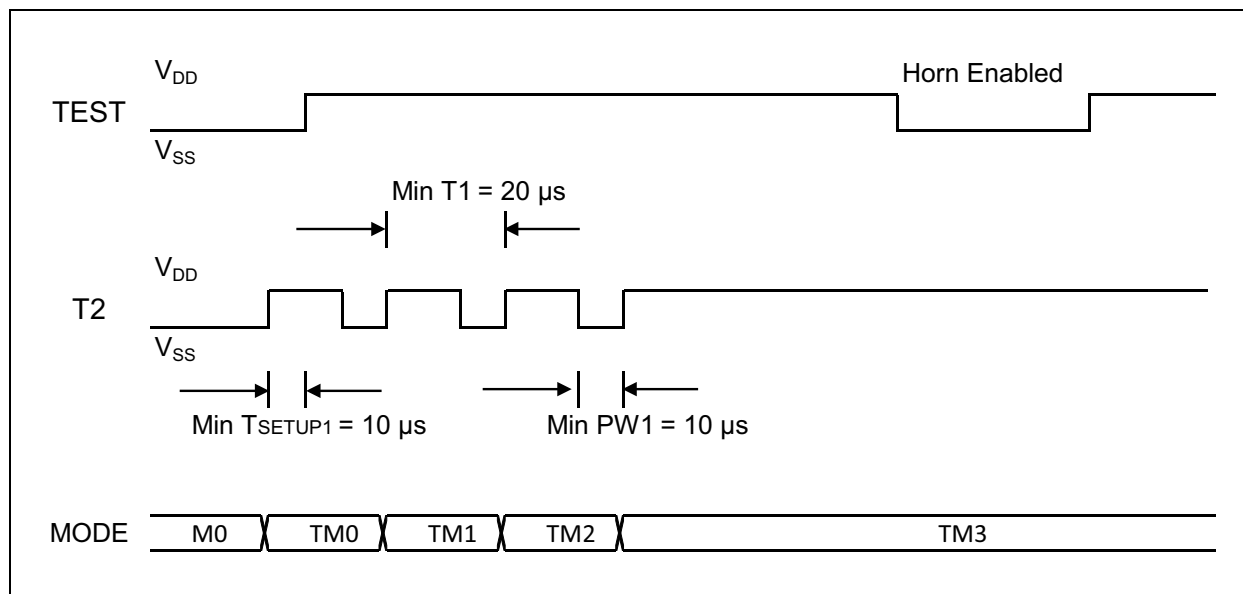 VDD
Horn Enabled
TEST
VSS
Min T1 = 20 µs
VDD
T2
VSS
Min TSETUP1 = 10 µs
Min PW1 = 10 µs
MODE
M0
TM0
TM1
TM2
TM3